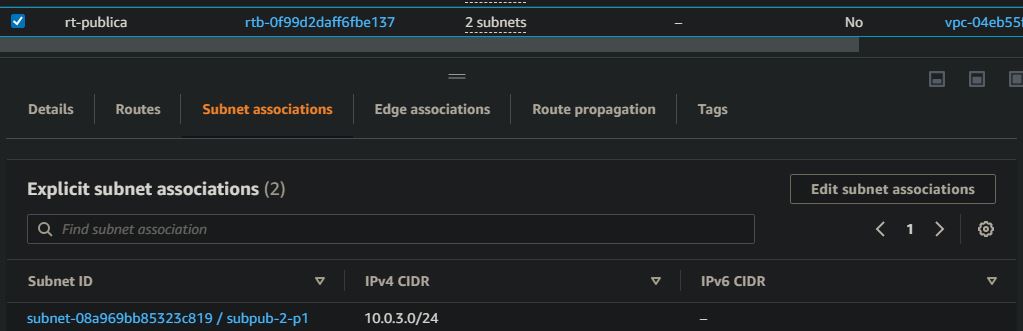 rt-publica rtb-0f99d2daff6fbe137 2 subnets – No vpc-04eb55f
Details Routes Subnet associations Edge associations Route propagation Tags
Explicit subnet associations (2) Edit subnet associations
Find subnet association 1
Subnet ID IPv4 CIDR IPv6 CIDR
subnet-08a969bb85323c819 / subpub-2-p1 10.0.3.0/24 –